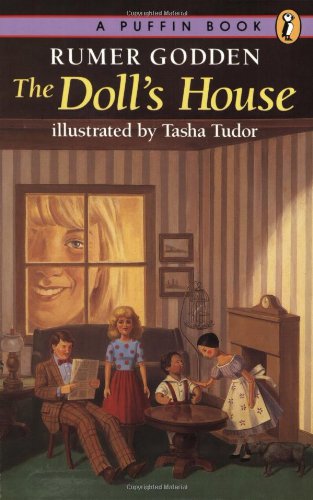 A PUFFIN BOOK
RUMER GODDEN
The Doll's House
illustrated by Tasha Tudor